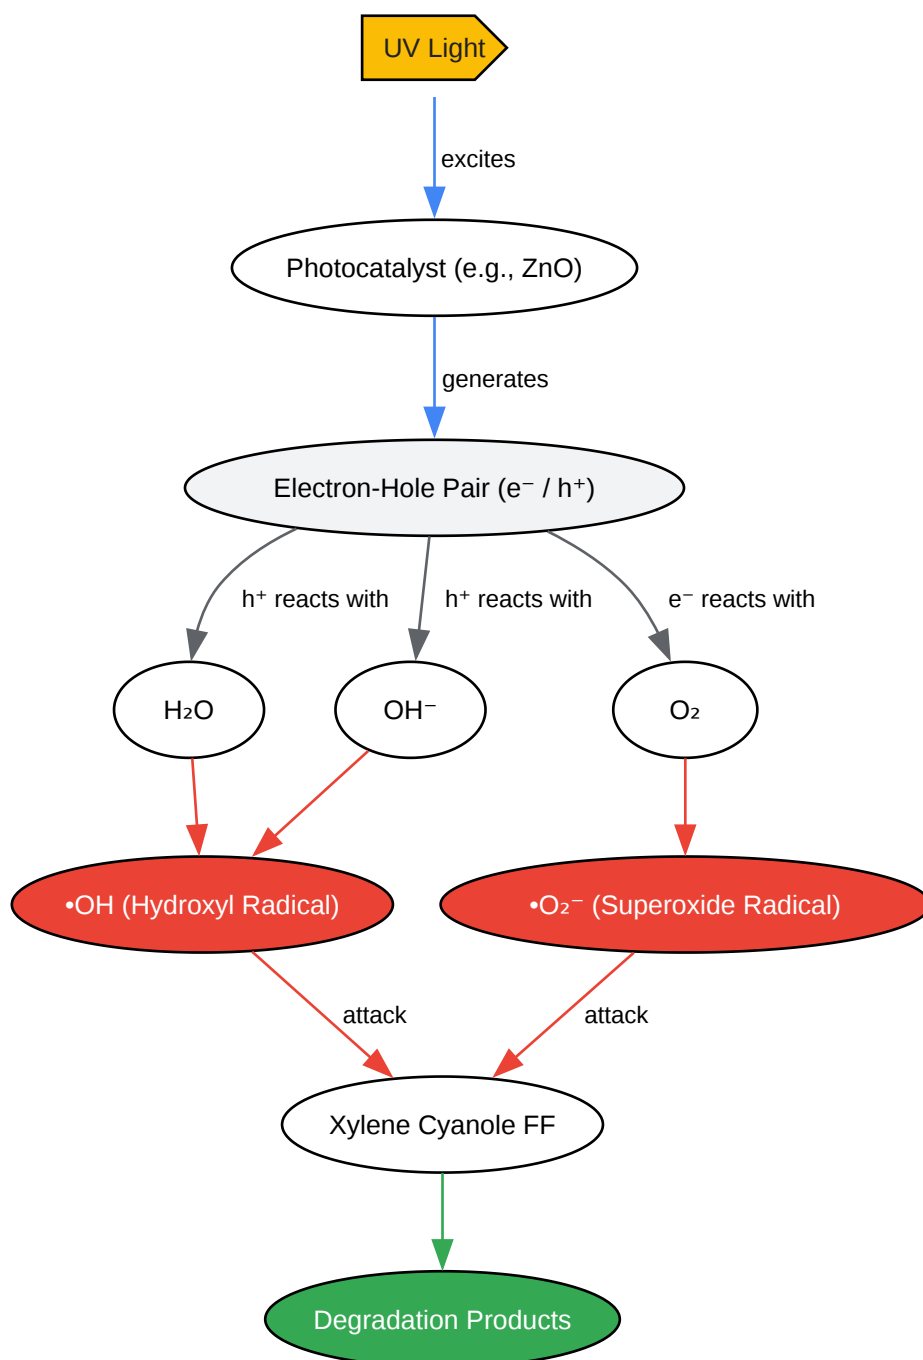 UV Light
excites
Photocatalyst (e.g., ZnO)
generates
Electron-Hole Pair (e⁻ / h⁺)
h⁺ reacts with
h⁺ reacts with
e⁻ reacts with
H₂O
OH⁻
O₂
•OH (Hydroxyl Radical)
•O₂⁻ (Superoxide Radical)
attack
attack
Xylene Cyanole FF
Degradation Products